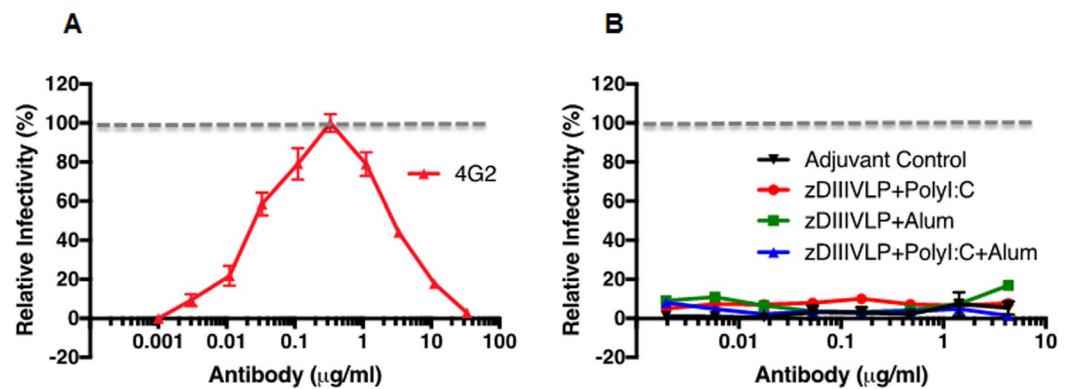 A
Relative Infectivity (%)
120
100
80
60
40
20
0
-20
4G2
0.001 0.01 0.1 1 10 100
Antibody (μg/ml)
B
Relative Infectivity (%)
120
100
80
60
40
20
0
-20
Adjuvant Control
zDIIIVLP+PolyI:C
zDIIIVLP+Alum
zDIIIVLP+PolyI:C+Alum
0.01 0.1 1 10
Antibody (μg/ml)